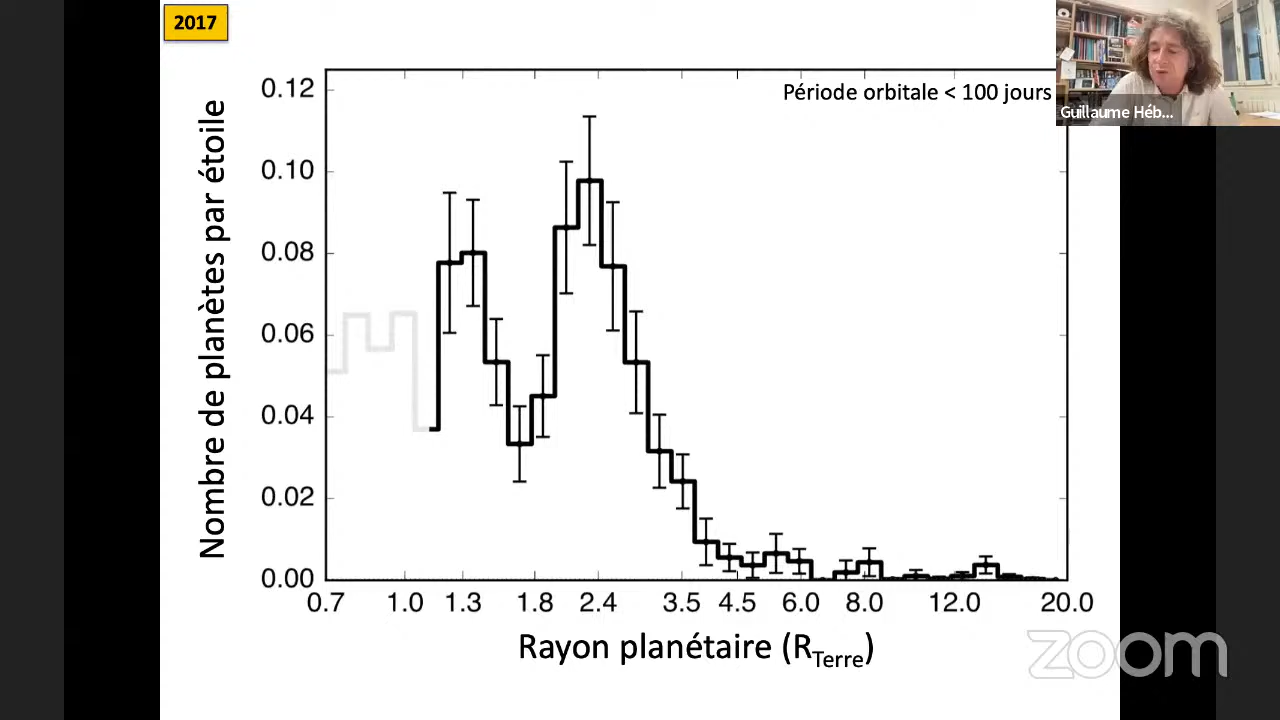 2017
Période orbitale < 100 jours
Guillaume Héb...
Nombre de planètes par étoile
0.12
0.10
0.08
0.06
0.04
0.02
0.00
0.7 1.0 1.3 1.8 2.4 3.5 4.5 6.0 8.0 12.0 20.0
Rayon planétaire (RTerre)
zoom